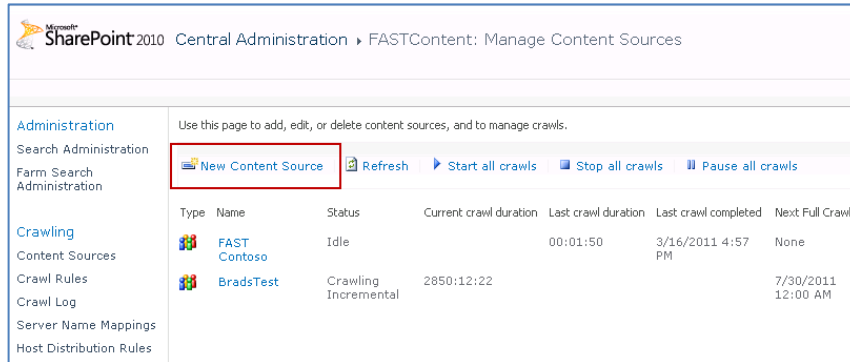 Microsoft
SharePoint 2010 Central Administration ▸ FASTContent: Manage Content Sources
Administration
Search Administration
Farm Search
Administration
Crawling
Content Sources
Crawl Rules
Crawl Log
Server Name Mappings
Host Distribution Rules
Use this page to add, edit, or delete content sources, and to manage crawls.
New Content Source Refresh Start all crawls Stop all crawls Pause all crawls
Type Name Status Current crawl duration Last crawl duration Last crawl completed Next Full Crawl
FAST Contoso Idle 00:01:50 3/16/2011 4:57 PM None
BradsTest Crawling Incremental 2850:12:22 7/30/2011 12:00 AM